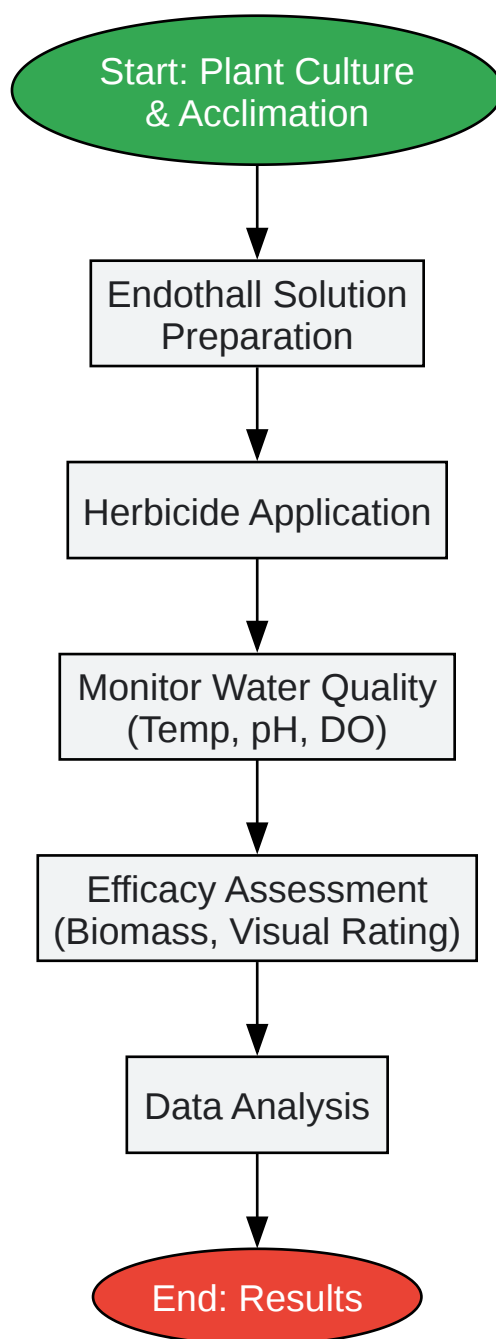 Start: Plant Culture
& Acclimation
Endothall Solution
Preparation
Herbicide Application
Monitor Water Quality
(Temp, pH, DO)
Efficacy Assessment
(Biomass, Visual Rating)
Data Analysis
End: Results